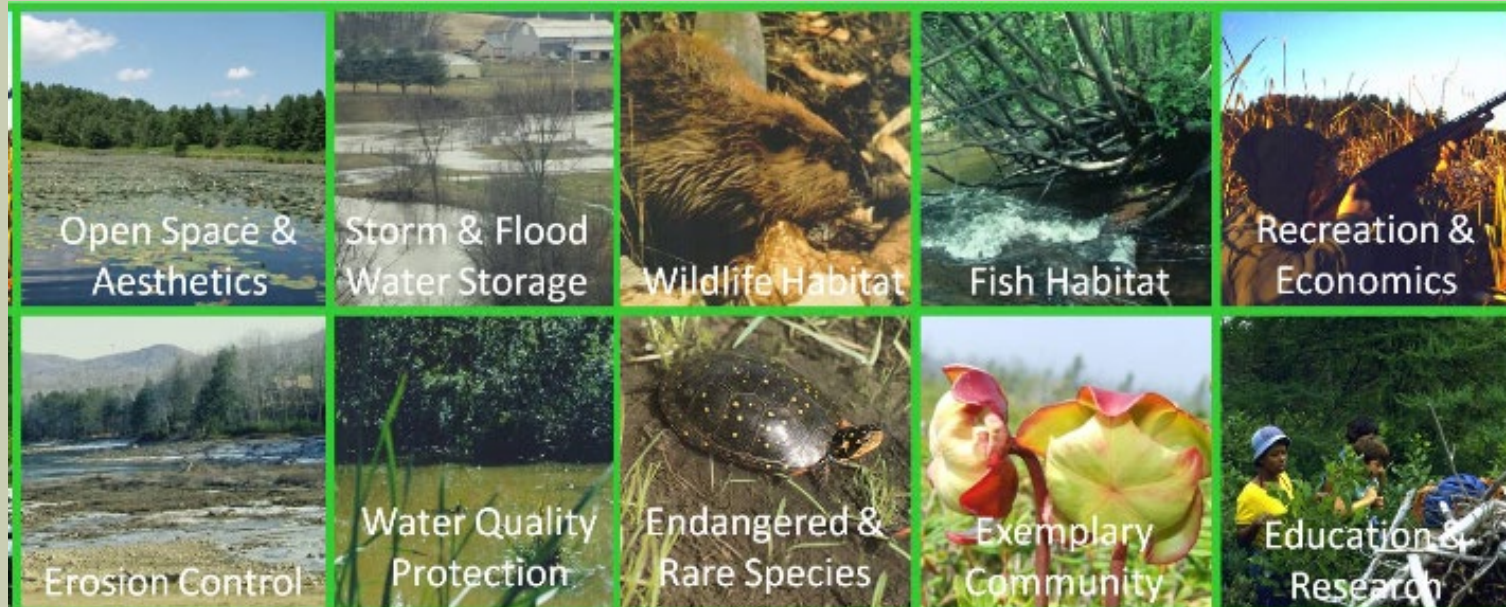 Open Space &
Aesthetics
Storm & Flood
Water Storage
Wildlife Habitat
Fish Habitat
Recreation &
Economics
Erosion Control
Water Quality
Protection
Endangered &
Rare Species
Exemplary
Community
Education &
Research